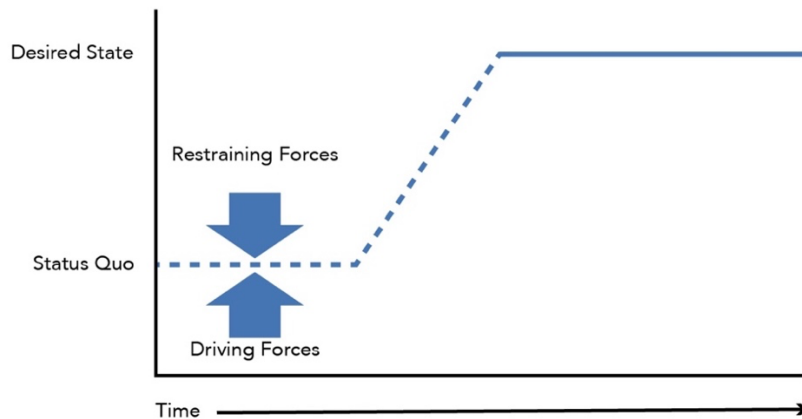 Desired State
Restraining Forces
Status Quo
Driving Forces
Time